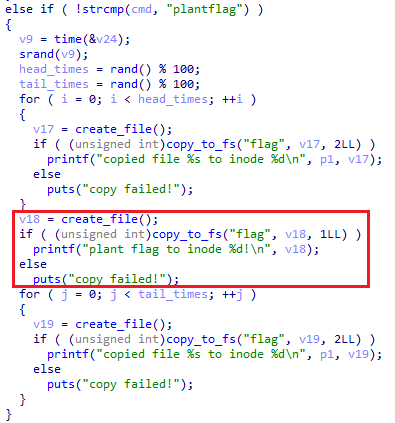 else if ( !strcmp(cmd, "plantflag") )
{
  v9 = time(&v24);
  srand(v9);
  head_times = rand() % 100;
  tail_times = rand() % 100;
  for ( i = 0; i < head_times; ++i )
  {
    v17 = create_file();
    if ( (unsigned int)copy_to_fs("flag", v17, 2LL) )
      printf("copied file %s to inode %d\n", p1, v17);
    else
      puts("copy failed!");
  }
  v18 = create_file();
  if ( (unsigned int)copy_to_fs("flag", v18, 1LL) )
    printf("plant flag to inode %d!\n", v18);
  else
    puts("copy failed!");
  for ( j = 0; j < tail_times; ++j )
  {
    v19 = create_file();
    if ( (unsigned int)copy_to_fs("flag", v19, 2LL) )
      printf("copied file %s to inode %d\n", p1, v19);
    else
      puts("copy failed!");
  }
}